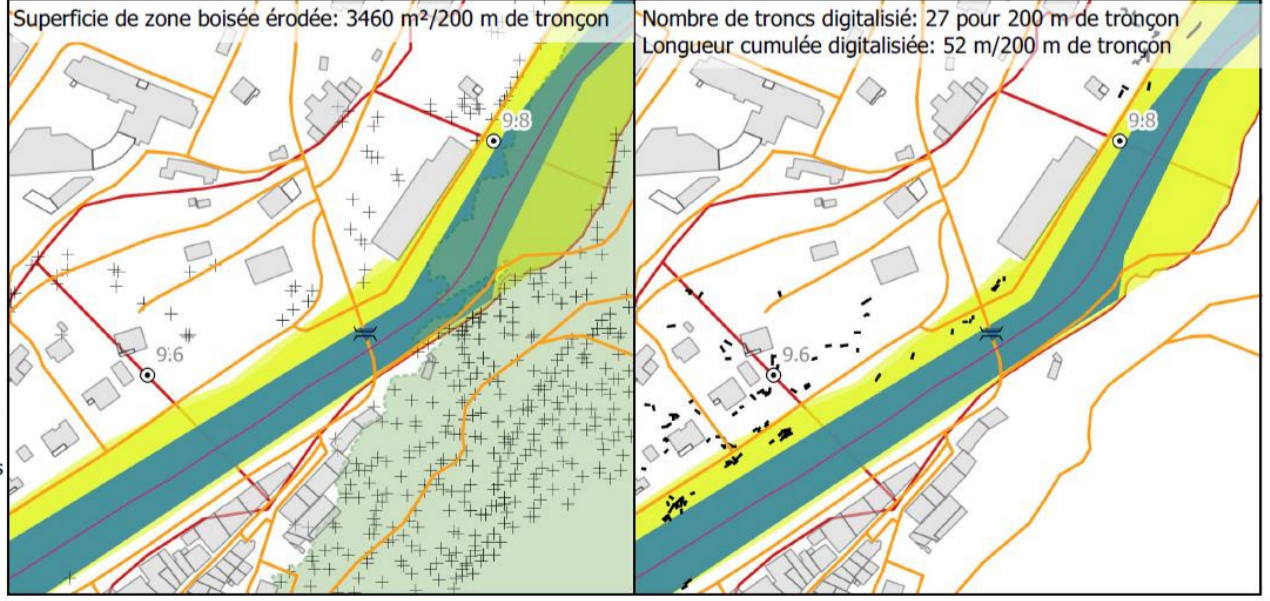 Superficie de zone boisée érodée: 3460 m²/200 m de tronçon
9.8
9.6
s
Nombre de troncs digitalisié: 27 pour 200 m de tronçon
Longueur cumulée digitalisiée: 52 m/200 m de tronçon
9.8
9.6